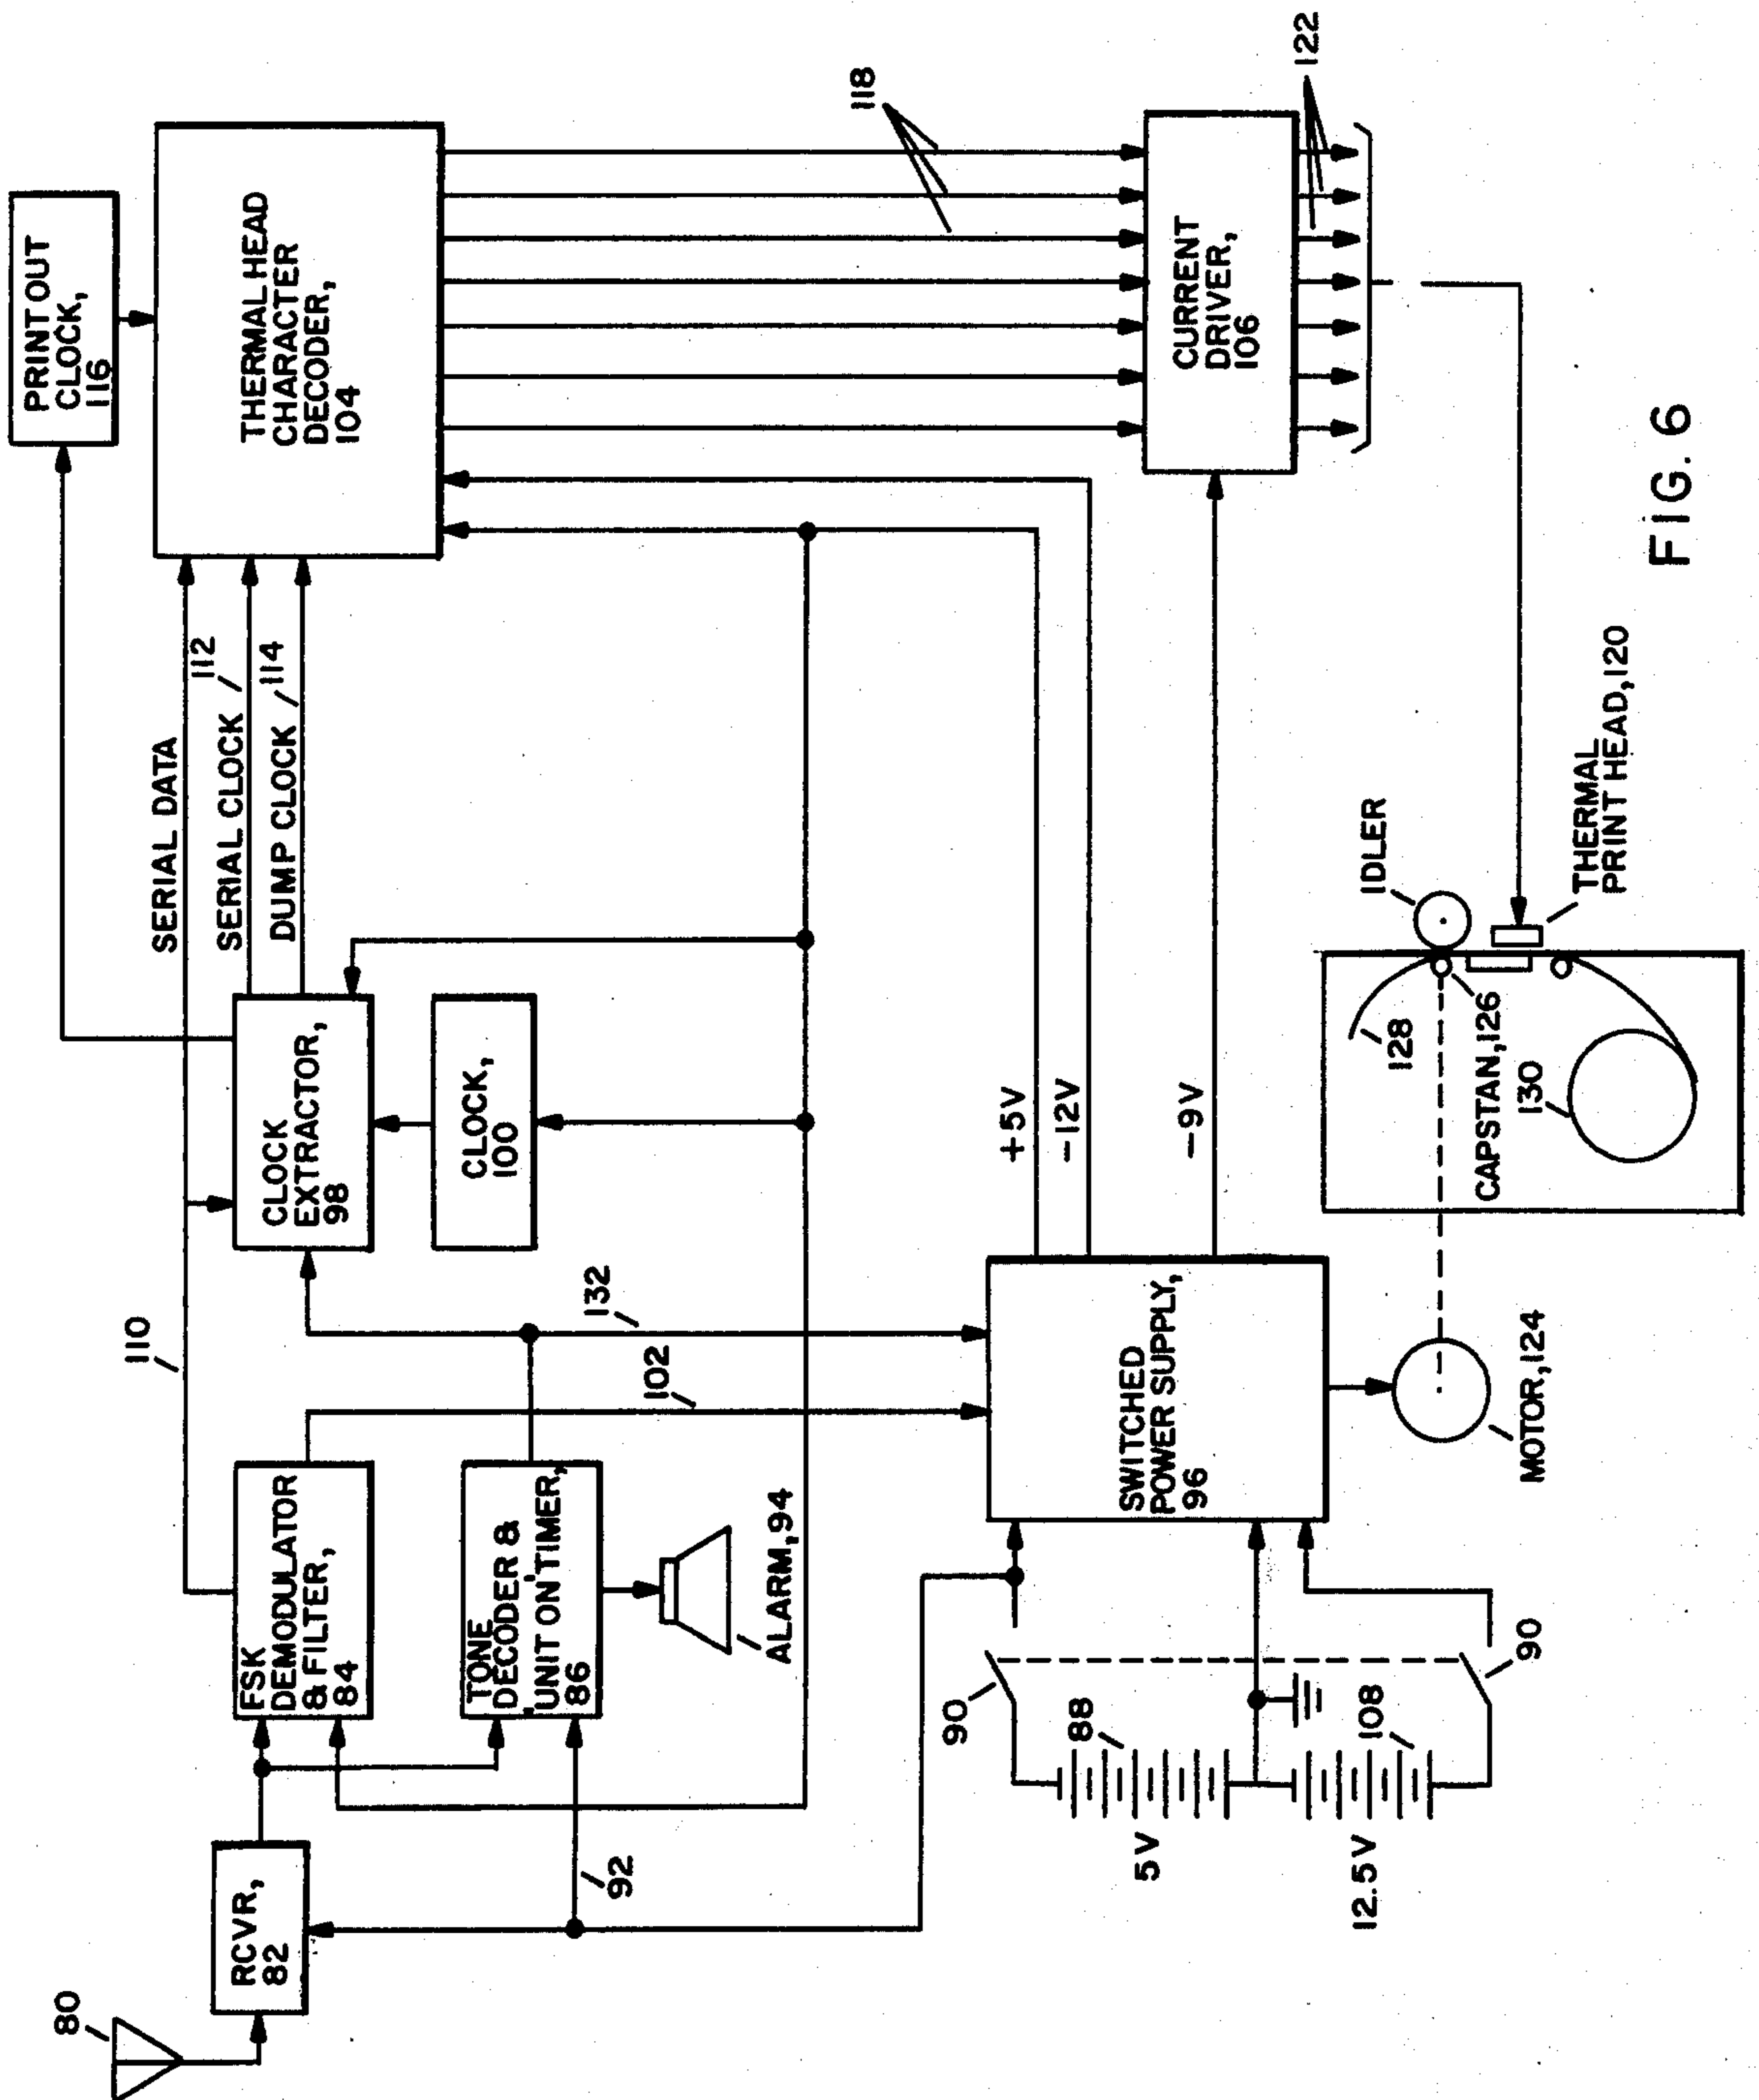 80
RCVR,
82
92
FSK
DEMODULATOR
& FILTER,
84
110
TONE
DECODER &
'UNIT ON' TIMER,
86
ALARM, 94
102
132
CLOCK
EXTRACTOR,
98
CLOCK,
100
SERIAL DATA
SERIAL CLOCK
112
DUMP CLOCK
114
PRINT OUT
CLOCK,
116
THERMAL HEAD
CHARACTER
DECODER,
104
118
CURRENT
DRIVER,
106
122
90
88
5V
12.5V
108
90
SWITCHED
POWER SUPPLY,
96
+5V
-12V
-9V
MOTOR, 124
128
CAPSTAN, 126
130
IDLER
THERMAL
PRINT HEAD, 120
FIG. 6